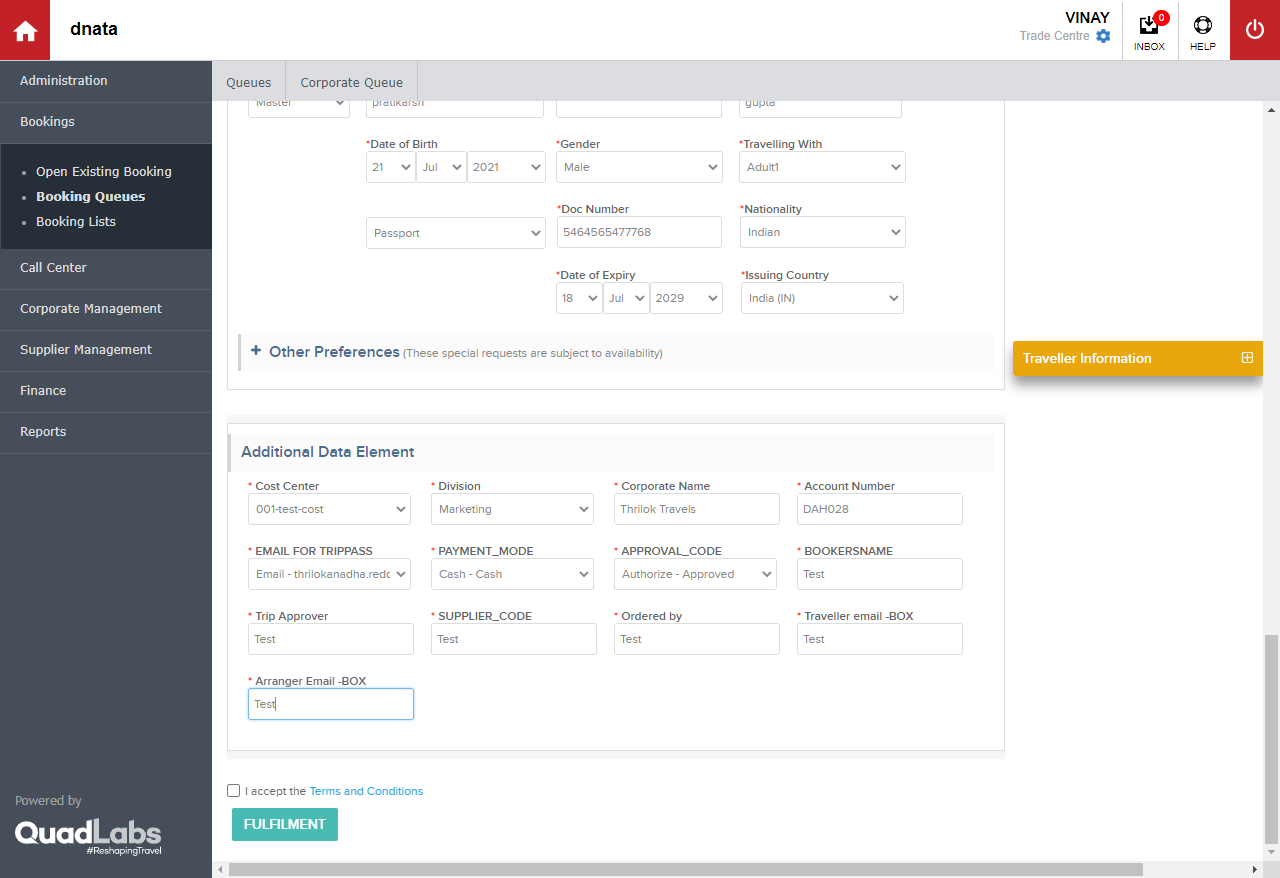 dnata
VINAY
Trade Centre
0
INBOX
HELP
Administration
Bookings
Open Existing Booking
Booking Queues
Booking Lists
Call Center
Corporate Management
Supplier Management
Finance
Reports
Powered by
QuadLabs
#ReshapingTravel
Queues
Corporate Queue
Master
pratikarsh
gupta
*Date of Birth
*Gender
*Travelling With
21
Jul
2021
Male
Adult1
*Doc Number
*Nationality
Passport
5464565477768
Indian
*Date of Expiry
*Issuing Country
18
Jul
2029
India (IN)
+ Other Preferences (These special requests are subject to availability)
Traveller Information
Additional Data Element
* Cost Center
* Division
* Corporate Name
* Account Number
001-test-cost
Marketing
Thrilok Travels
DAH028
* EMAIL FOR TRIPPASS
* PAYMENT_MODE
* APPROVAL_CODE
* BOOKERSNAME
Email - thrilokanadha.redc
Cash - Cash
Authorize - Approved
Test
* Trip Approver
* SUPPLIER_CODE
* Ordered by
* Traveller email -BOX
Test
Test
Test
Test
* Arranger Email -BOX
Test
I accept the Terms and Conditions
FULFILMENT